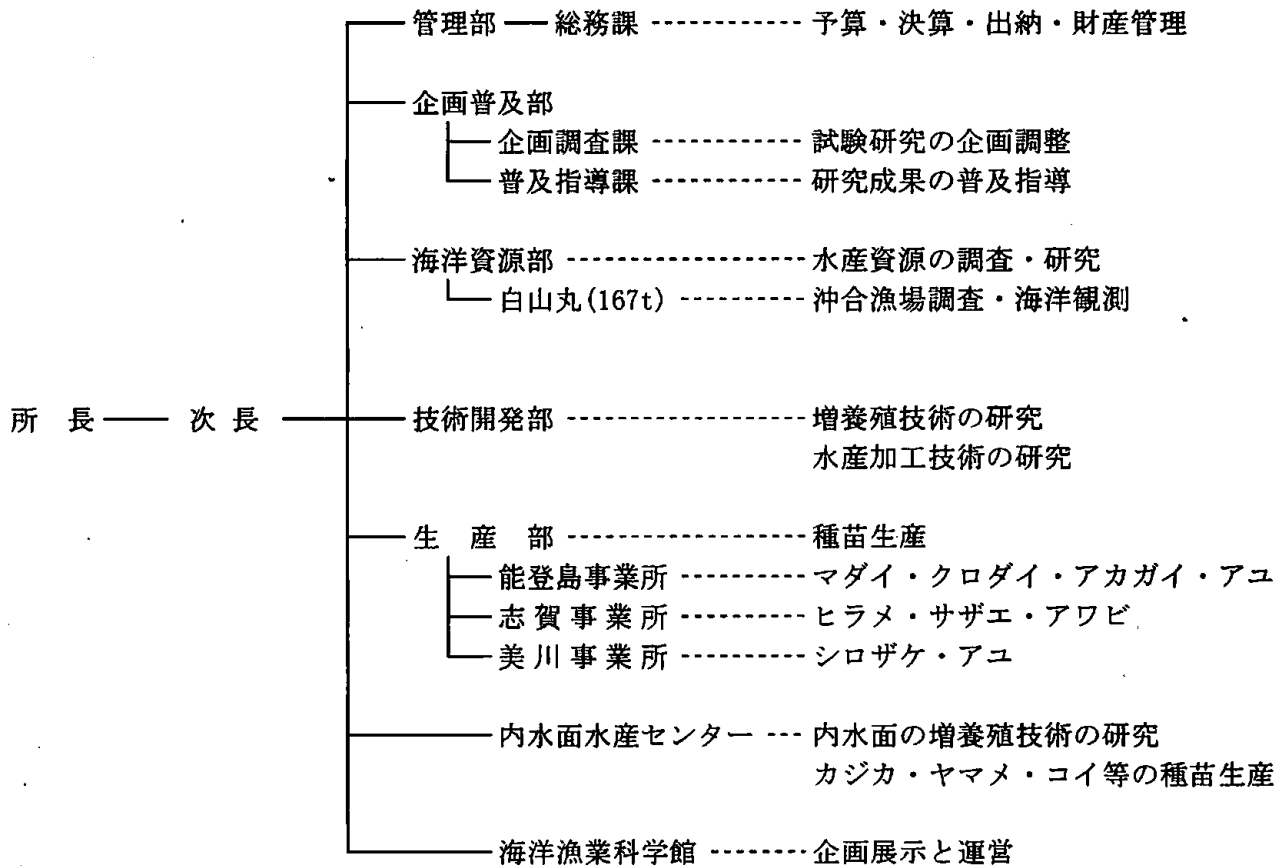 管理部 総務課 予算・決算・出納・財産管理
企画普及部
企画調査課 試験研究の企画調整
普及指導課 研究成果の普及指導
海洋資源部 水産資源の調査・研究
白山丸(167t) 沖合漁場調査・海洋観測
所長 次長 技術開発部 増養殖技術の研究
水産加工技術の研究
生産部 種苗生産
能登島事業所 マダイ・クロダイ・アカガイ・アユ
志賀事業所 ヒラメ・サザエ・アワビ
美川事業所 シロザケ・アユ
内水面水産センター 内水面の増養殖技術の研究
カジカ・ヤマメ・コイ等の種苗生産
海洋漁業科学館 企画展示と運営